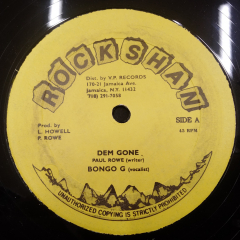 ROCKSHAN
Dist. by V.P. RECORDS
170-21 Jamaica Ave.
Jamaica, N.Y. 11432
Tel(718) 291-7058
Prod. by
L. HOWELL
P. ROWE
SIDE A
45 RPM
DEM GONE
PAUL ROWE (writer)
BONGO G (vocalist)
UNAUTHORIZED COPYING IS STRICTLY PROHIBITED